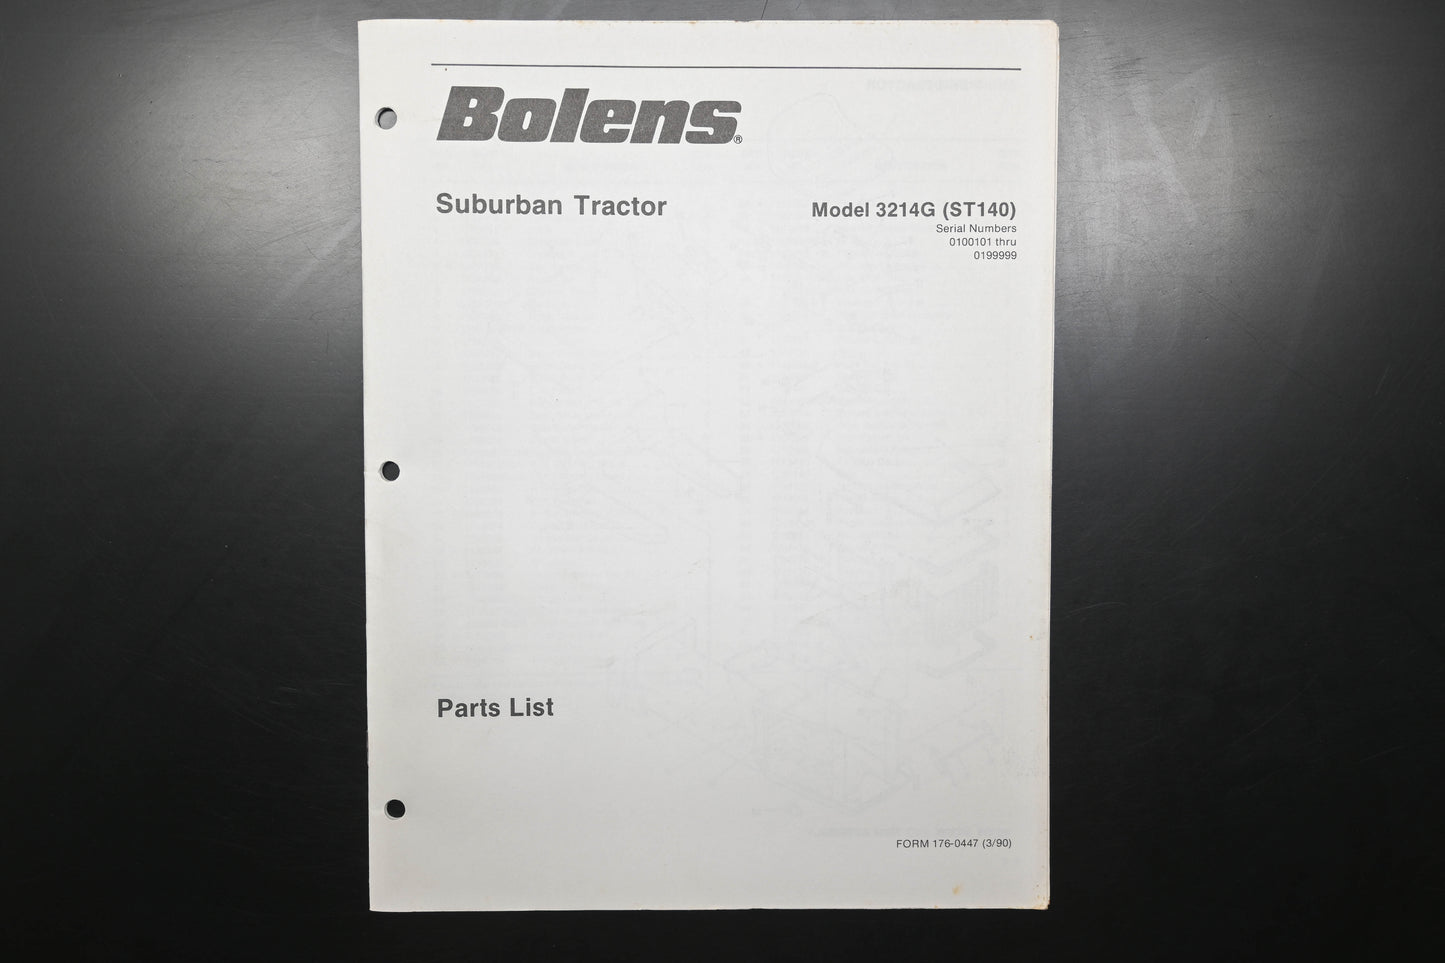 Bolens®
Suburban Tractor
Model 3214G (ST140)
Serial Numbers
0100101 thru
0199999
Parts List
FORM 176-0447 (3/90)